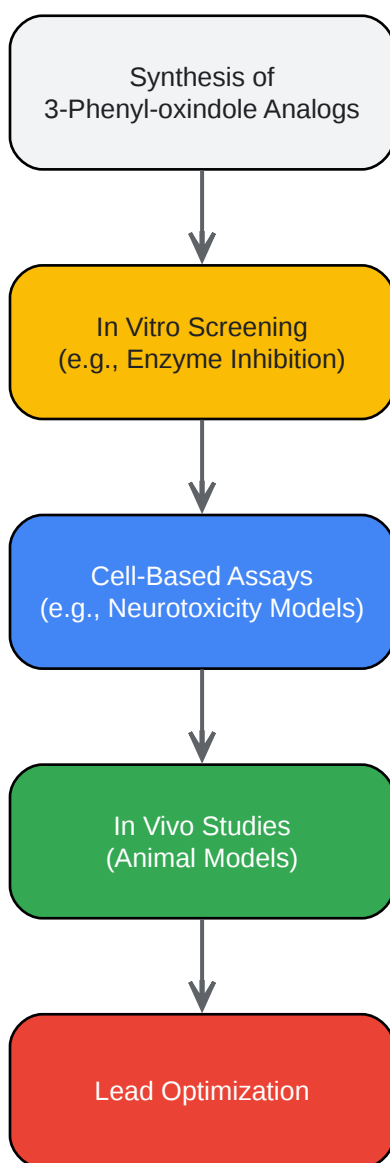 Synthesis of
3-Phenyl-oxindole Analogs
In Vitro Screening
(e.g., Enzyme Inhibition)
Cell-Based Assays
(e.g., Neurotoxicity Models)
In Vivo Studies
(Animal Models)
Lead Optimization